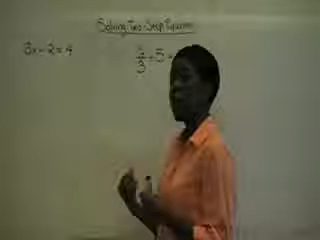 Solving Two-Step Equations
3x - 2 = 4
3 + 5 =